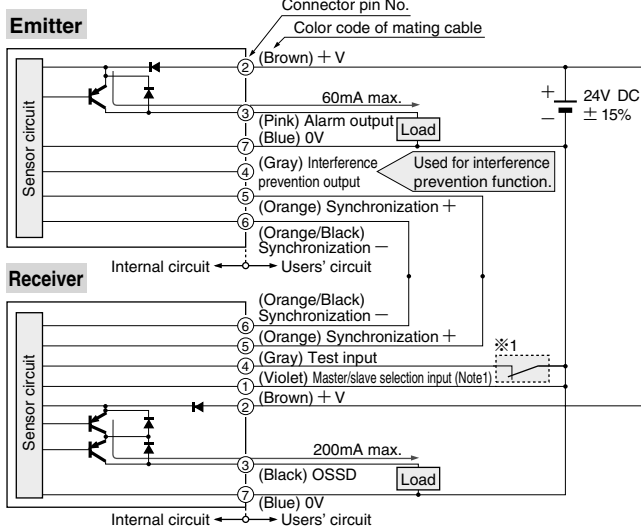 Connector pin No.
Emitter
Color code of mating cable
Sensor circuit
② (Brown) + V
60mA max.
+
−
24V DC
± 15%
③
(Pink) Alarm output
Load
⑦ (Blue) 0V
④ (Gray) Interference
prevention output
Used for interference
prevention function.
⑤
(Orange) Synchronization +
⑥
(Orange/Black)
Synchronization −
Internal circuit
Users' circuit
Receiver
Sensor circuit
(Orange/Black)
Synchronization −
⑥
(Orange) Synchronization +
⑤
④ (Gray) Test input
※1
① (Violet) Master/slave selection input (Note1)
② (Brown) + V
200mA max.
③
(Black) OSSD
Load
⑦
(Blue) 0V
Internal circuit
Users' circuit